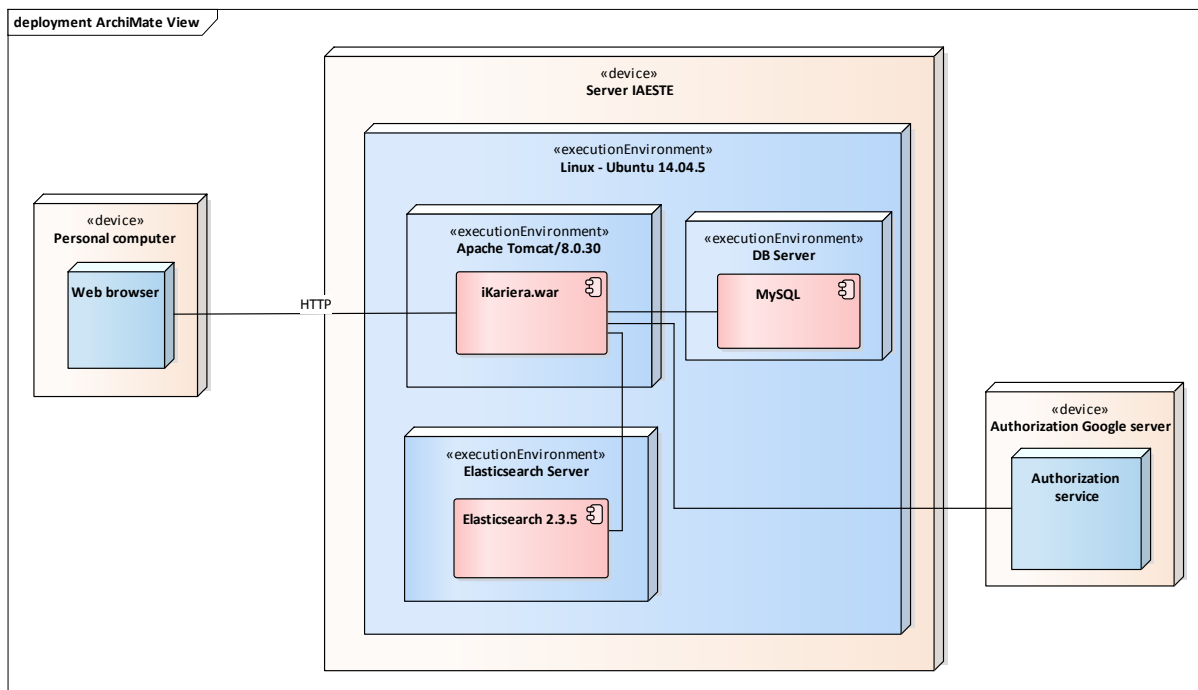 deployment ArchiMate View
«device»
Server IAESTE
«executionEnvironment»
Linux - Ubuntu 14.04.5
«device»
Personal computer
Web browser
HTTP
«executionEnvironment»
Apache Tomcat/8.0.30
iKariera.war
«executionEnvironment»
DB Server
MySQL
«executionEnvironment»
Elasticsearch Server
Elasticsearch 2.3.5
«device»
Authorization Google server
Authorization
service